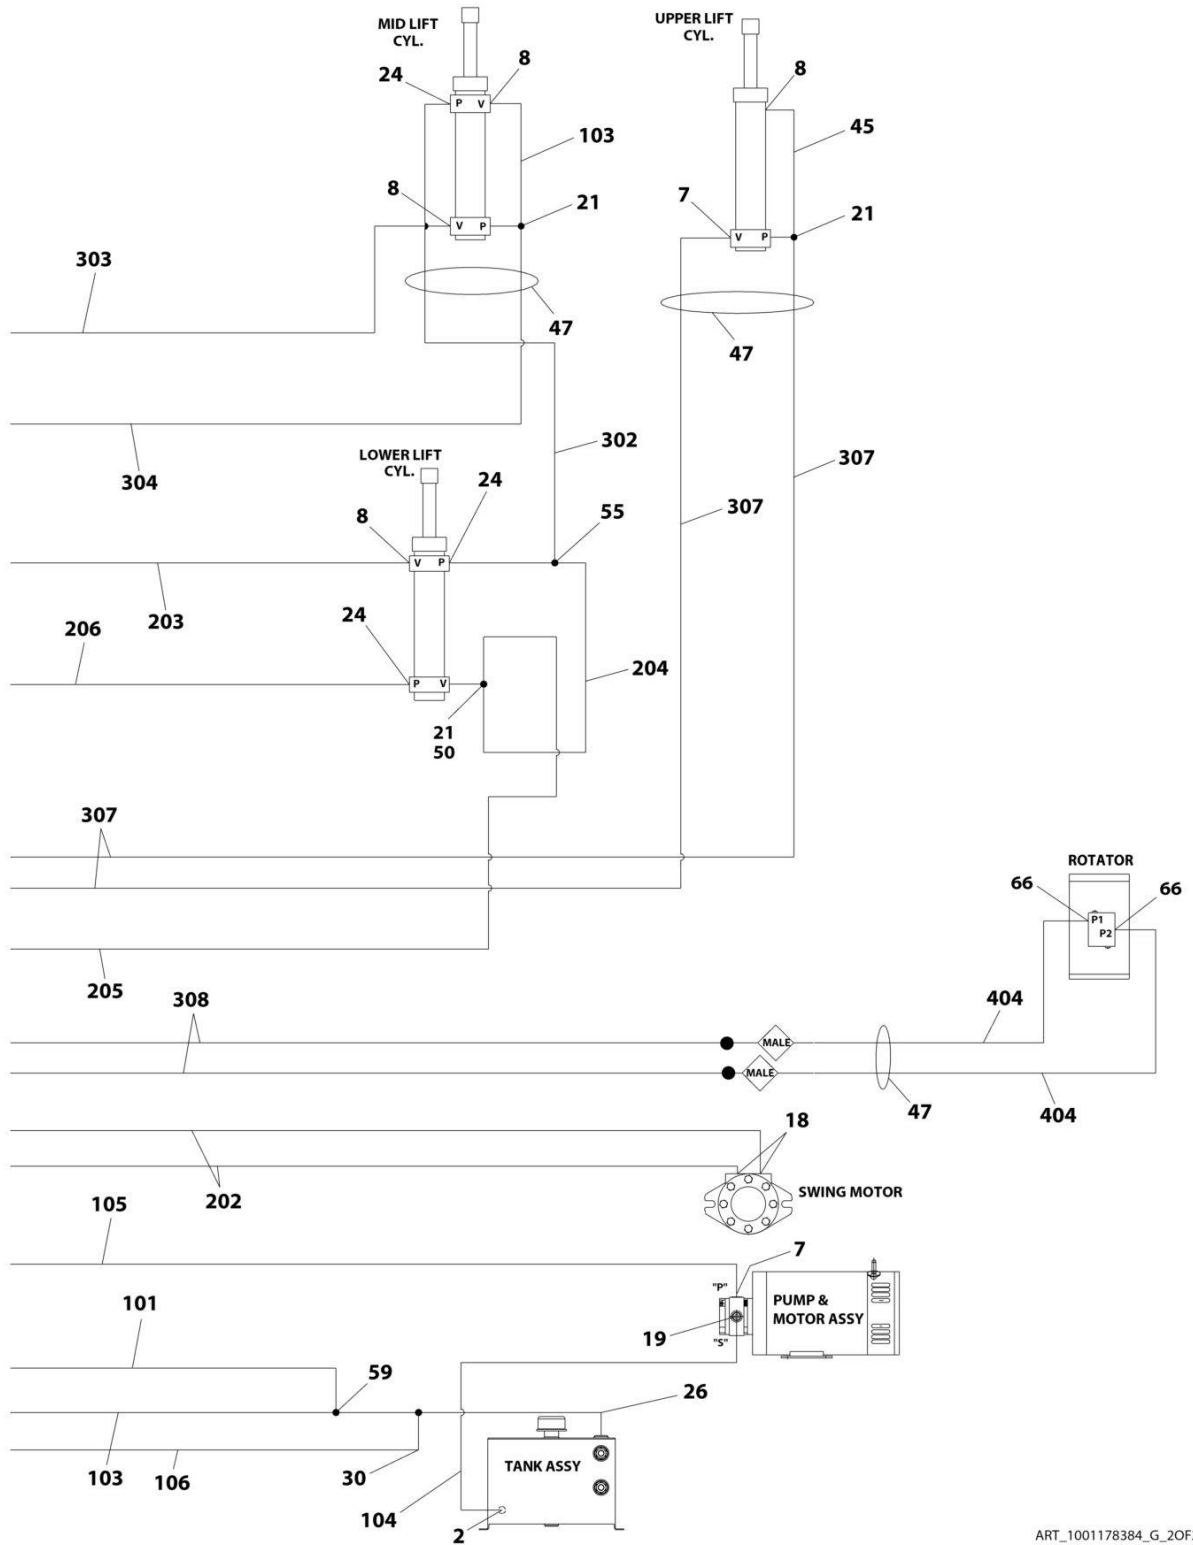 MID LIFT
CYL.
UPPER LIFT
CYL.
8
24
P V
8
45
103
8
V P
21
7
V P
21
303
47
47
304
302
307
LOWER LIFT
CYL.
24
8
V P
307
55
203
206
24
P V
204
21
50
307
ROTATOR
66
P1
P2
66
205
308
404
MALE
MALE
47
404
18
202
SWING MOTOR
105
7
"P"
PUMP &
MOTOR ASSY
19
"S"
101
59
26
103
106
30
TANK ASSY
104
2
ART_1001178384_G_2OF